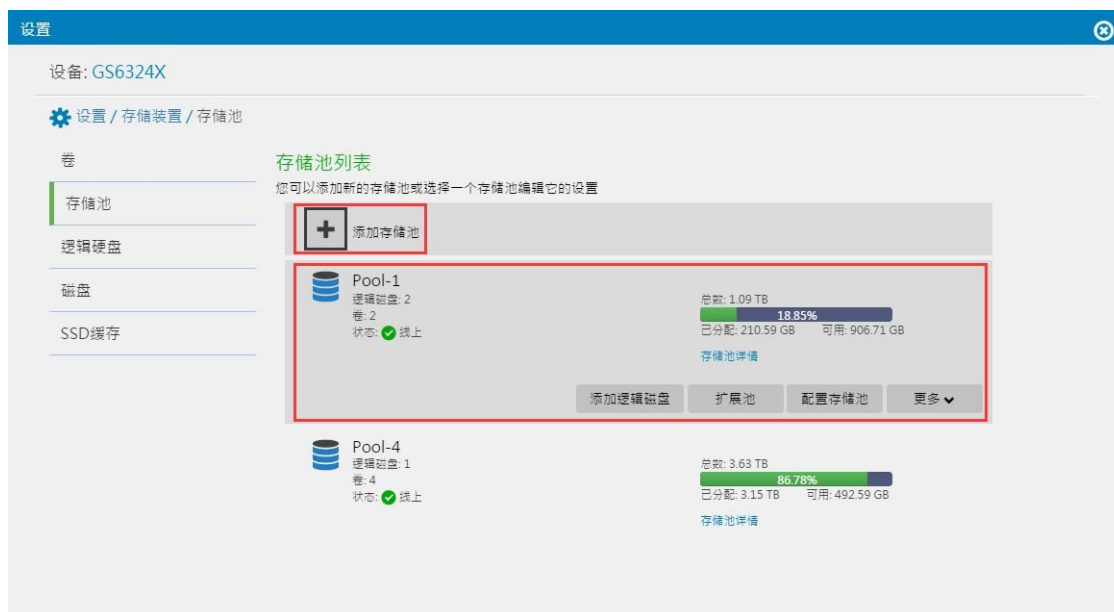 设置
设备: GS6324X
设置 / 存储装置 / 存储池
卷
存储池
逻辑硬盘
磁盘
SSD缓存
存储池列表
您可以添加新的存储池或选择一个存储池编辑它的设置
添加存储池
Pool-1
逻辑磁盘: 2
卷: 2
状态: 线上
总数: 1.09 TB
18.85%
已分配: 210.59 GB 可用: 906.71 GB
存储池详情
添加逻辑磁盘 扩展池 配置存储池 更多
Pool-4
逻辑磁盘: 1
卷: 4
状态: 线上
总数: 3.63 TB
86.78%
已分配: 3.15 TB 可用: 492.59 GB
存储池详情